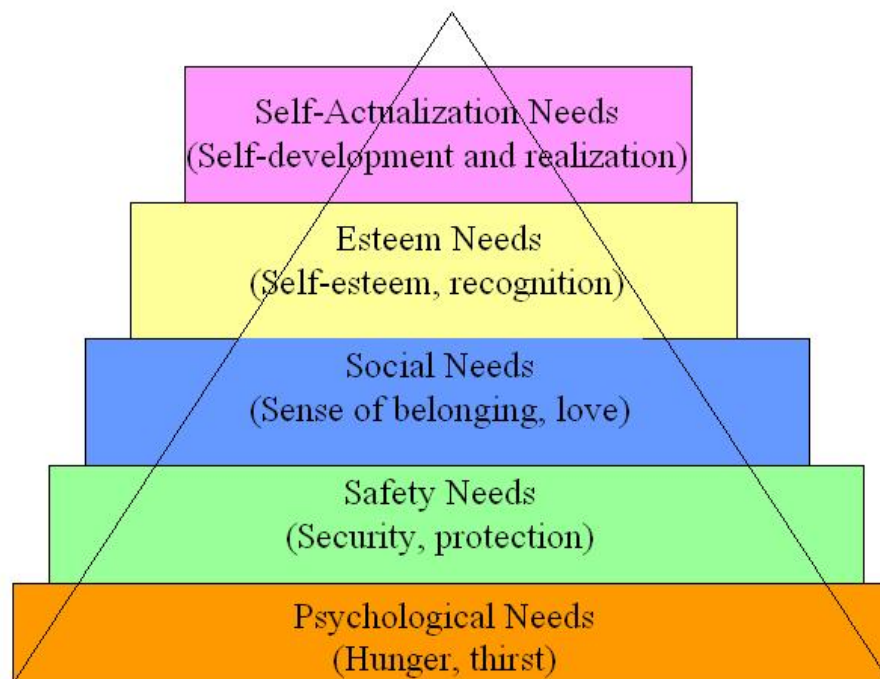 Self-Actualization Needs
(Self-development and realization)
Esteem Needs
(Self-esteem, recognition)
Social Needs
(Sense of belonging, love)
Safety Needs
(Security, protection)
Psychological Needs
(Hunger, thirst)